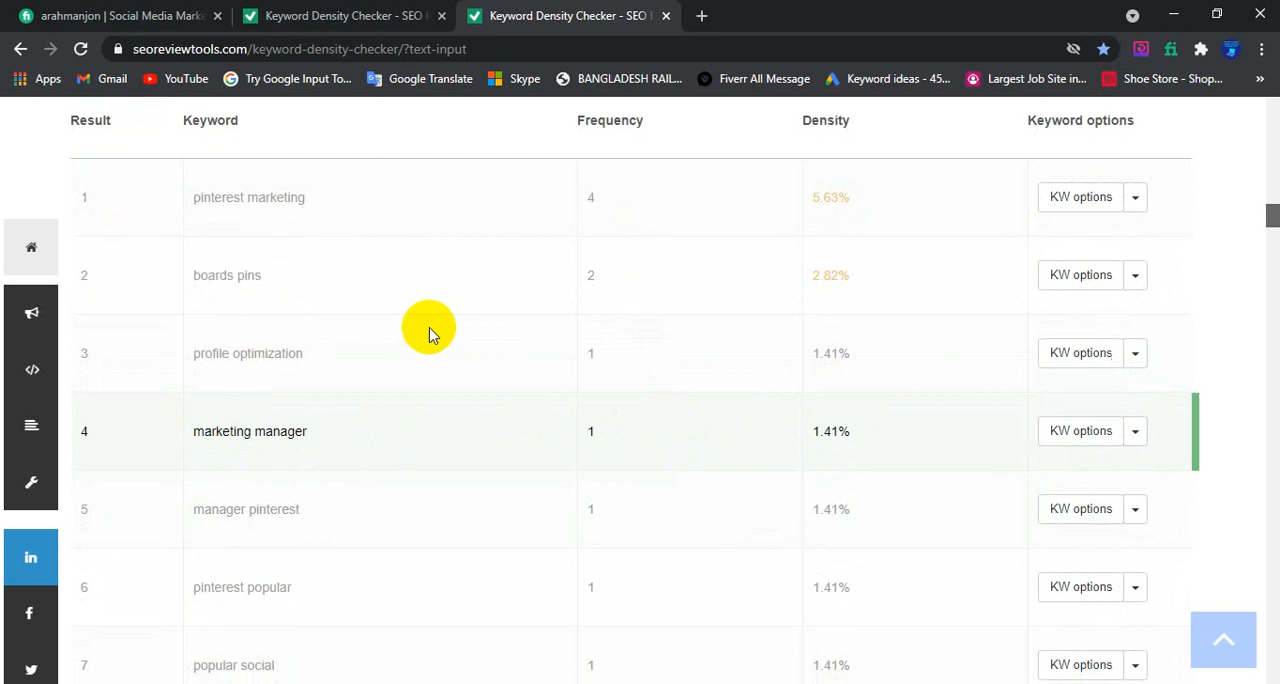 arahmanjon | Social Media Marke
Keyword Density Checker - SEO
Keyword Density Checker - SEO
seoreviewtools.com/keyword-density-checker/?text-input
Apps
Gmail
YouTube
Try Google Input To...
Google Translate
Skype
BANGLADESH RAIL...
Fiverr All Message
Keyword ideas - 45...
Largest Job Site in...
Shoe Store - Shop...
Result Keyword Frequency Density Keyword options
1 pinterest marketing 4 5.63% KW options
2 boards pins 2 2.82% KW options
3 profile optimization 1 1.41% KW options
4 marketing manager 1 1.41% KW options
5 manager pinterest 1 1.41% KW options
6 pinterest popular 1 1.41% KW options
7 popular social 1 1.41% KW options